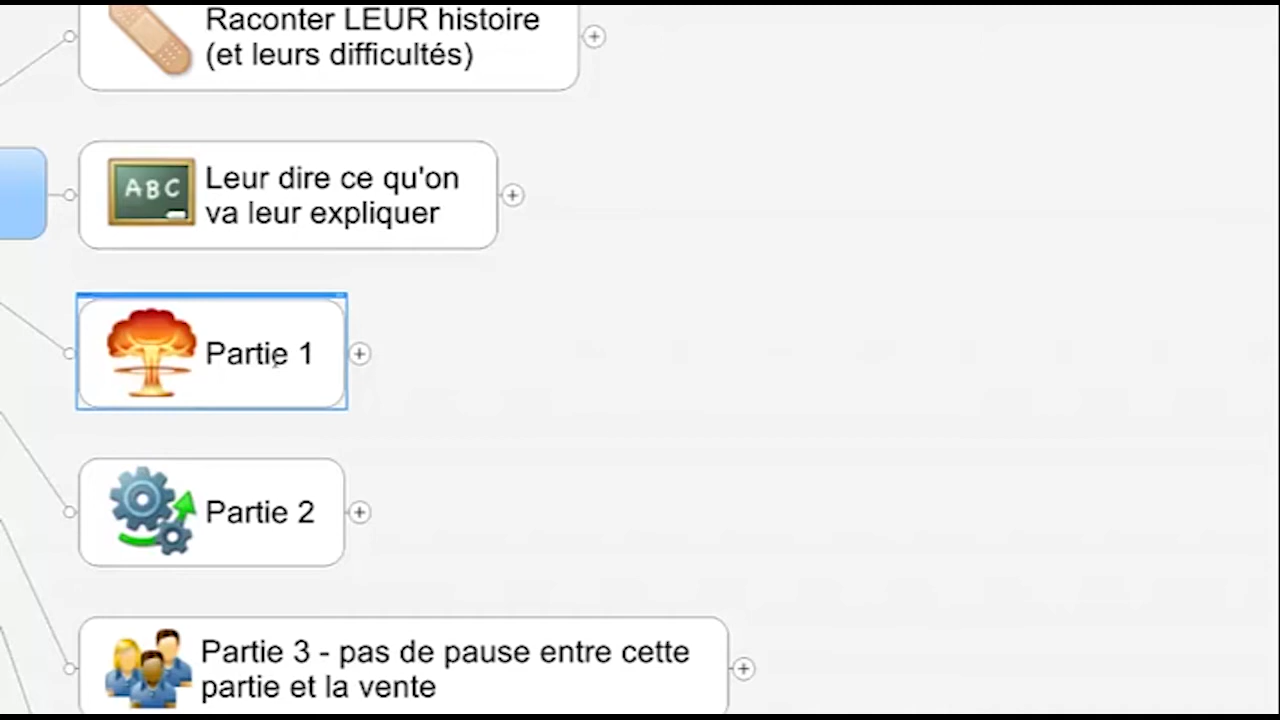 Raconter LEUR histoire
(et leurs difficultés)
ABC
Leur dire ce qu'on
va leur expliquer
Partie 1
Partie 2
Partie 3 - pas de pause entre cette
partie et la vente